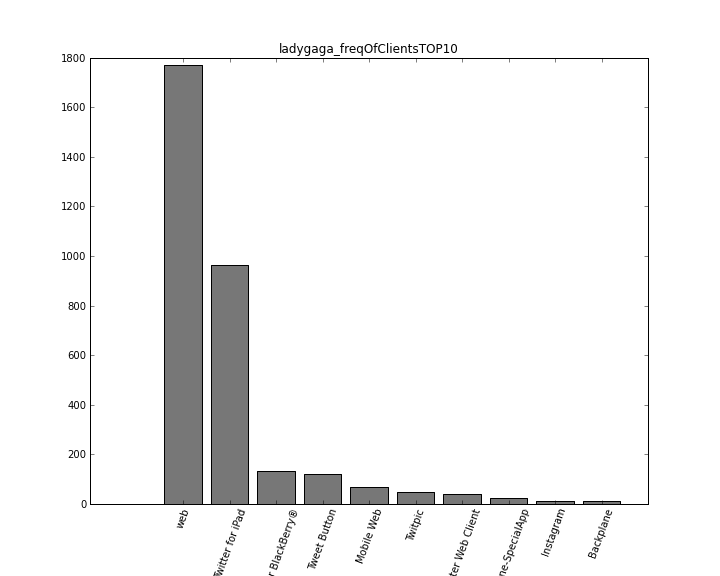 ladygaga_freqOfClientsTOP10
1800
1600
1400
1200
1000
800
600
400
200
0
web
Twitter for iPad
r BlackBerry®
Tweet Button
Mobile Web
Twitpic
ter Web Client
ne-SpecialApp
Instagram
Backplane